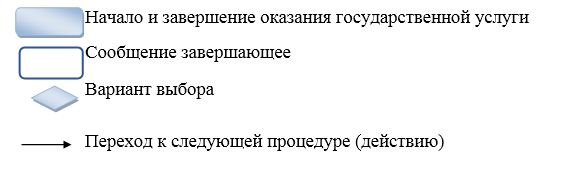 Начало и завершение оказания государственной услуги
Сообщение завершающее
Вариант выбора
Переход к следующей процедуре (действию)